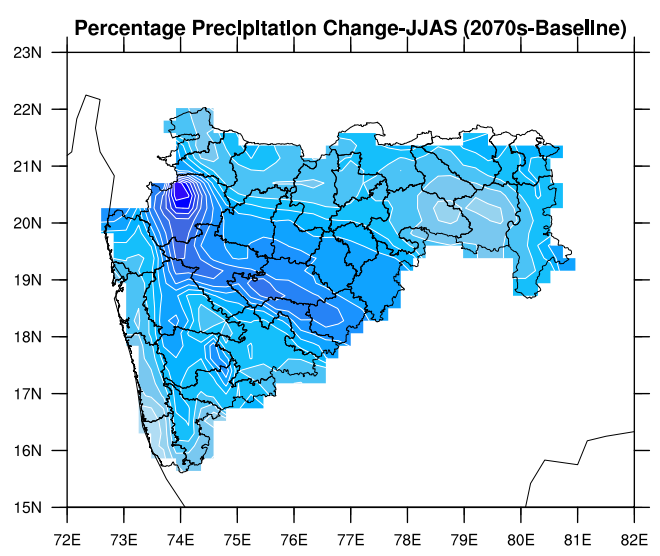 Percentage Precipitation Change-JJAS (2070s-Baseline)
23N
22N
21N
20N
19N
18N
17N
16N
15N
72E 73E 74E 75E 76E 77E 78E 79E 80E 81E 82E